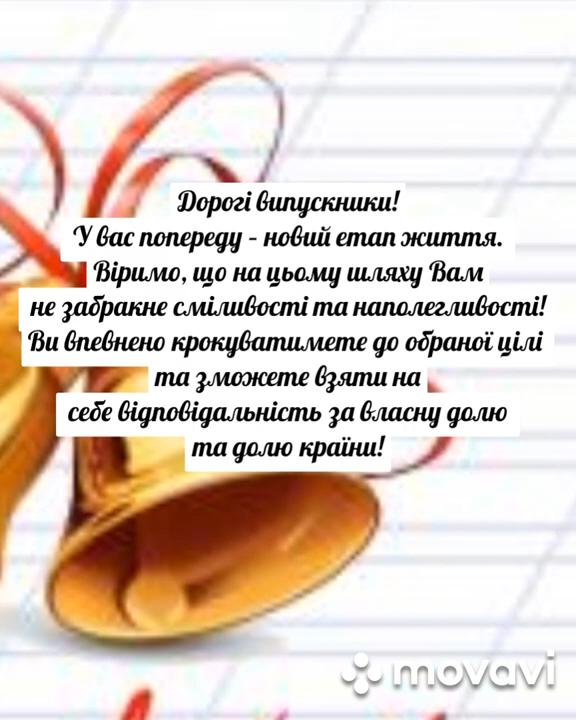 Дорогі випускники!
У вас попереду - новий етап життя.
Віримо, що на цьому шляху Вам
не забракне сміливості та наполегливості!
Ви впевнено крокуватимете до обраної цілі
та зможете взяти на
себе відповідальність за власну долю
та долю країни!
movavi